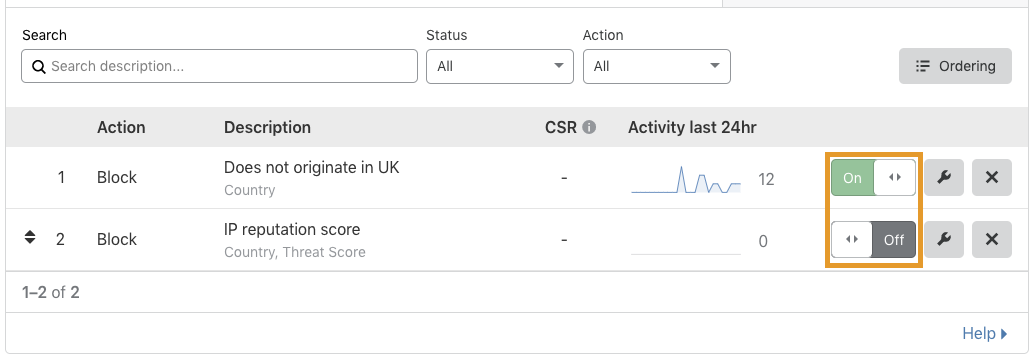 Search Status Action
Search description... All All Ordering
Action Description CSR Activity last 24hr
1 Block Does not originate in UK - 12 On
Country
2 Block IP reputation score - 0 Off
Country, Threat Score
1–2 of 2
Help